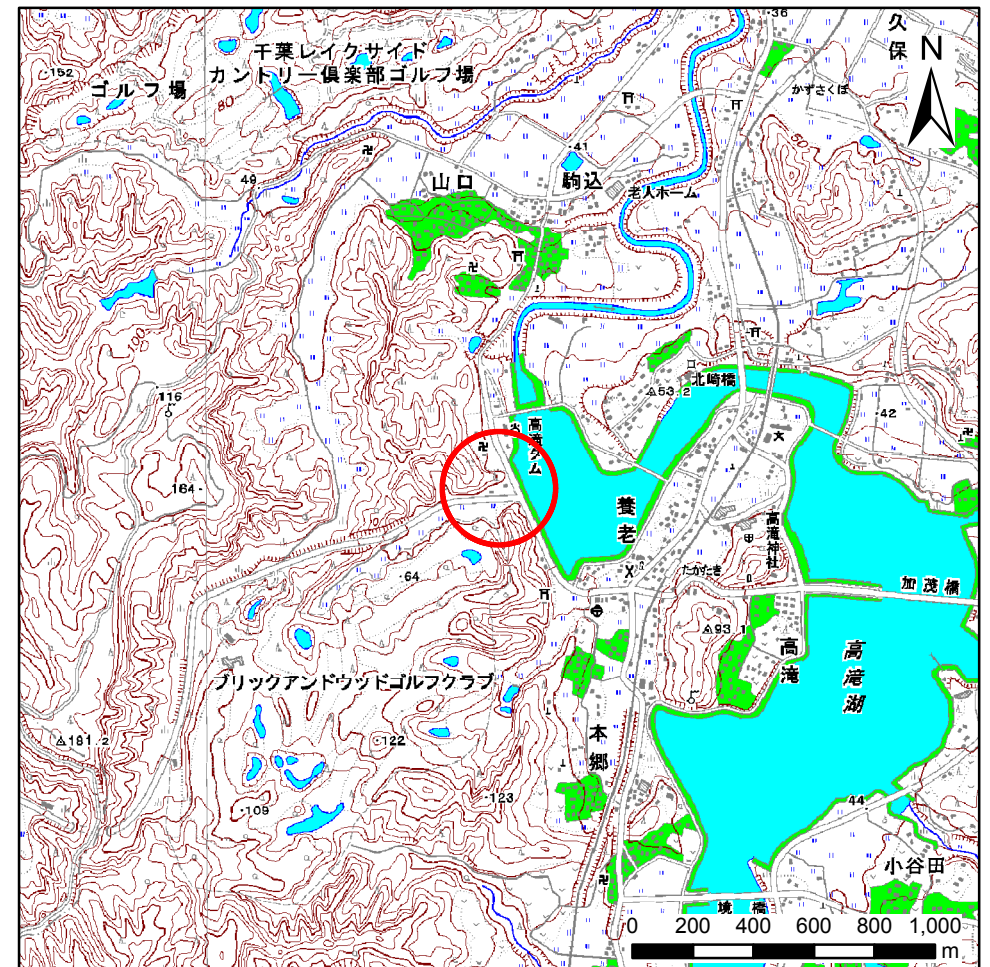 ・36
久保
N
千葉レイクサイド
カントリー倶楽部ゴルフ場
・152
ゴルフ場
80
かずさくぼ
50
・41
49
山口
駒込
老人ホーム
100
116
北崎橋
△53.2
・42
高滝ダム
164・
養老
高滝神社
・64
たかたき
加茂橋
△93.1
高滝
高滝湖
ブリックアンドウッドゴルフクラブ
△181.2
・122
本郷
・123
・109
44
小谷田
境橋
0 200 400 600 800 1,000
m